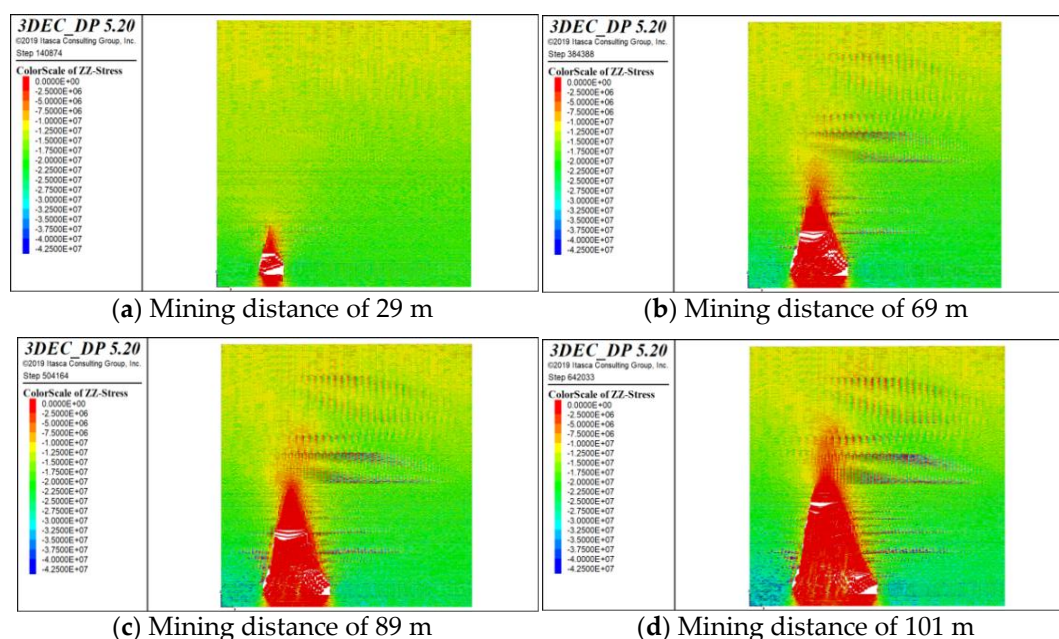 3DEC_DP 5.20
©2019 Itasca Consulting Group, Inc.
Step 140874
ColorScale of ZZ-Stress
0.0000E+00
-2.5000E+06
-5.0000E+06
-7.5000E+06
-1.0000E+07
-1.2500E+07
-1.5000E+07
-1.7500E+07
-2.0000E+07
-2.2500E+07
-2.5000E+07
-2.7500E+07
-3.0000E+07
-3.2500E+07
-3.5000E+07
-3.7500E+07
-4.0000E+07
-4.2500E+07
(a) Mining distance of 29 m
3DEC_DP 5.20
©2019 Itasca Consulting Group, Inc.
Step 384388
ColorScale of ZZ-Stress
0.0000E+00
-2.5000E+06
-5.0000E+06
-7.5000E+06
-1.0000E+07
-1.2500E+07
-1.5000E+07
-1.7500E+07
-2.0000E+07
-2.2500E+07
-2.5000E+07
-2.7500E+07
-3.0000E+07
-3.2500E+07
-3.5000E+07
-3.7500E+07
-4.0000E+07
-4.2500E+07
(b) Mining distance of 69 m
3DEC_DP 5.20
©2019 Itasca Consulting Group, Inc.
Step 504164
ColorScale of ZZ-Stress
0.0000E+00
-2.5000E+06
-5.0000E+06
-7.5000E+06
-1.0000E+07
-1.2500E+07
-1.5000E+07
-1.7500E+07
-2.0000E+07
-2.2500E+07
-2.5000E+07
-2.7500E+07
-3.0000E+07
-3.2500E+07
-3.5000E+07
-3.7500E+07
-4.0000E+07
-4.2500E+07
(c) Mining distance of 89 m
3DEC_DP 5.20
©2019 Itasca Consulting Group, Inc.
Step 642033
ColorScale of ZZ-Stress
0.0000E+00
-2.5000E+06
-5.0000E+06
-7.5000E+06
-1.0000E+07
-1.2500E+07
-1.5000E+07
-1.7500E+07
-2.0000E+07
-2.2500E+07
-2.5000E+07
-2.7500E+07
-3.0000E+07
-3.2500E+07
-3.5000E+07
-3.7500E+07
-4.0000E+07
-4.2500E+07
(d) Mining distance of 101 m